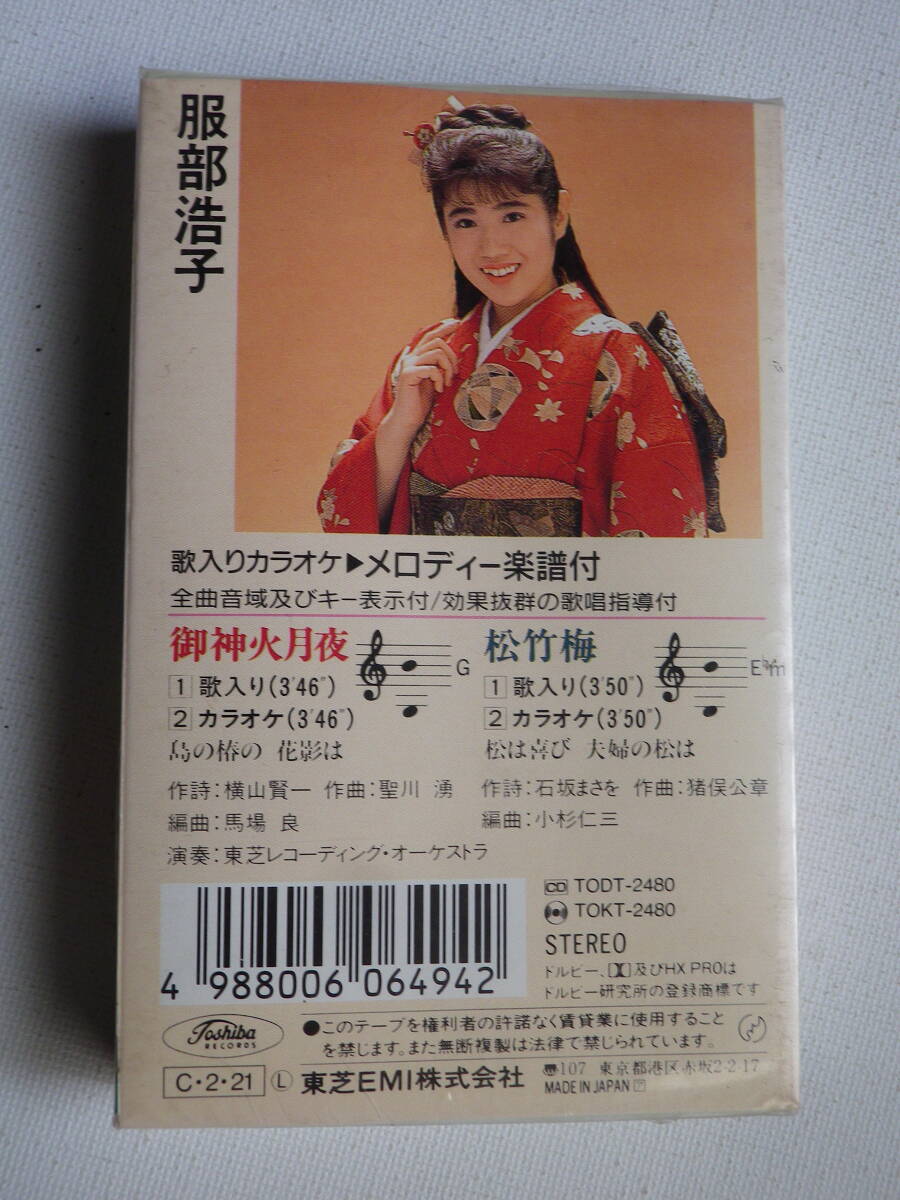 服部浩子
歌入りカラオケ▶メロディー楽譜付
全曲音域及びキー表示付/効果抜群の歌唱指導付
御神火月夜
G
1 歌入り(3'46")
2 カラオケ(3'46")
島の椿の 花影は
作詩:横山賢一 作曲:聖川 湧
編曲:馬場 良
松竹梅
E♭m
1 歌入り(3'50")
2 カラオケ(3'50")
松は喜び 夫婦の松は
作詩:石坂まさを 作曲:猪俣公章
編曲:小杉仁三
演奏:東芝レコーディング・オーケストラ
4 988006 064942
CD TODT-2480
TOKT-2480
STEREO
ドルビー、及びHX PROは
ドルビー研究所の登録商標です
Toshiba
RECORDS
●このテープを権利者の許諾なく賃貸業に使用すること
を禁じます。また無断複製は法律で禁じられています。
C・2・21 Ⓛ 東芝EMI株式会社
〠107 東京都港区赤坂2-2-17
MADE IN JAPAN